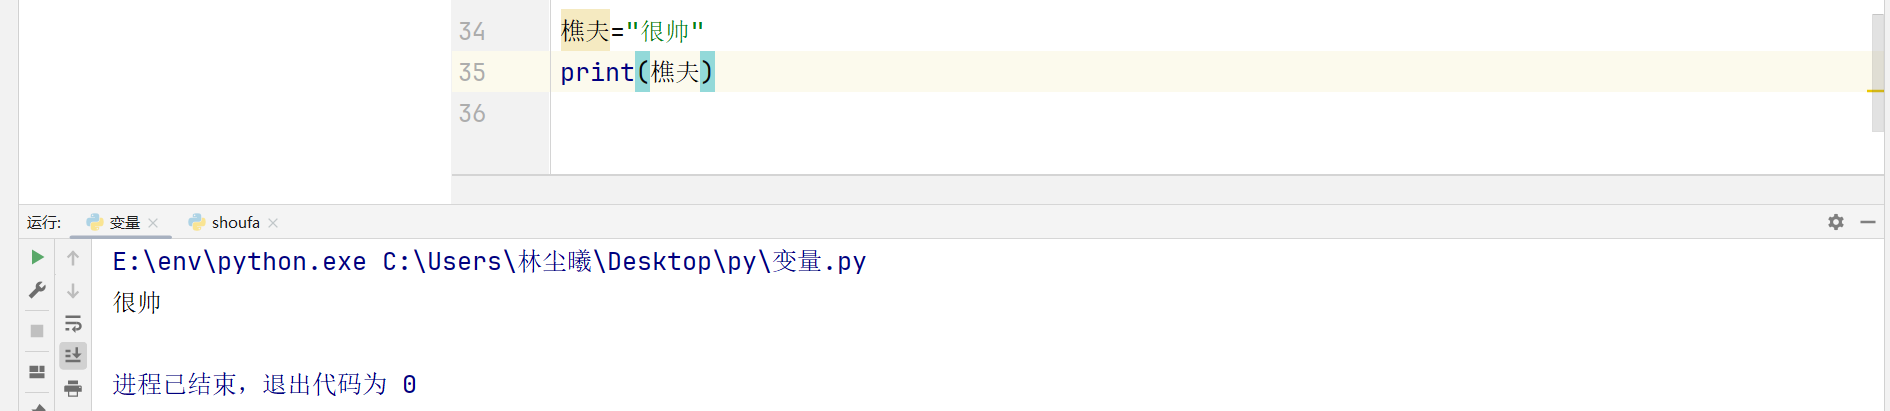 34 樵夫="很帅"
35 print(樵夫)
36
运行: 变量 shoufa
E:\env\python.exe C:\Users\林尘曦\Desktop\py\变量.py
很帅
进程已结束，退出代码为 0